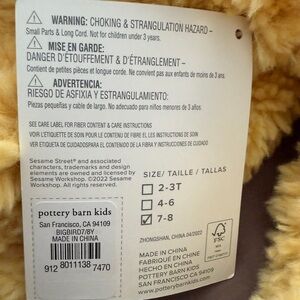 WARNING: CHOKING & STRANGULATION HAZARD –
Small Parts & Long Cord. Not for children under 3 years.
MISE EN GARDE:
DANGER D'ÉTOUFFEMENT & D'ÉTRANGLEMENT –
Contient de petites pièces et longue corde. Ne convient pas aux enfants de moins de 3 ans.
ADVERTENCIA:
RIESGO DE ASFIXIA Y ESTRANGULAMIENTO:
Piezas pequeñas y cable de largo. No adecuados para niños menores de 3 años.
SEE CARE LABEL FOR FIBER CONTENT & CARE INSTRUCTIONS
VOIR L'ETIQUETTE DE SOIN POUR LE CONTENU DE FIBRE ET LES INSTRUCTIONS DE SOIN
VER LA ETIQUETA DE CUIDADOS PARA EL CONTENIDO DE LA FIBRA Y INSTRUCCIONES DE CUIDADO
Sesame Street® and associated
characters, trademarks and design
elements are owned and licensed by
Sesame Workshop. ©2022 Sesame
Workshop. All rights reserved.
SIZE/ TAILLE / TALLAS
2-3T
4-6
7-8
pottery barn kids
San Francisco, CA 94109
BIGBIRD7/8Y
MADE IN CHINA
912 8011138 7470
FSC
MIX
ZHONGSHAN, CHINA.04/2022
MADE IN CHINA
FABRIQUÉ EN CHINE
HECHO EN CHINA
POTTERY BARN KIDS
SAN FRANCISCO, CA 94109
www.potterybarnkids.com